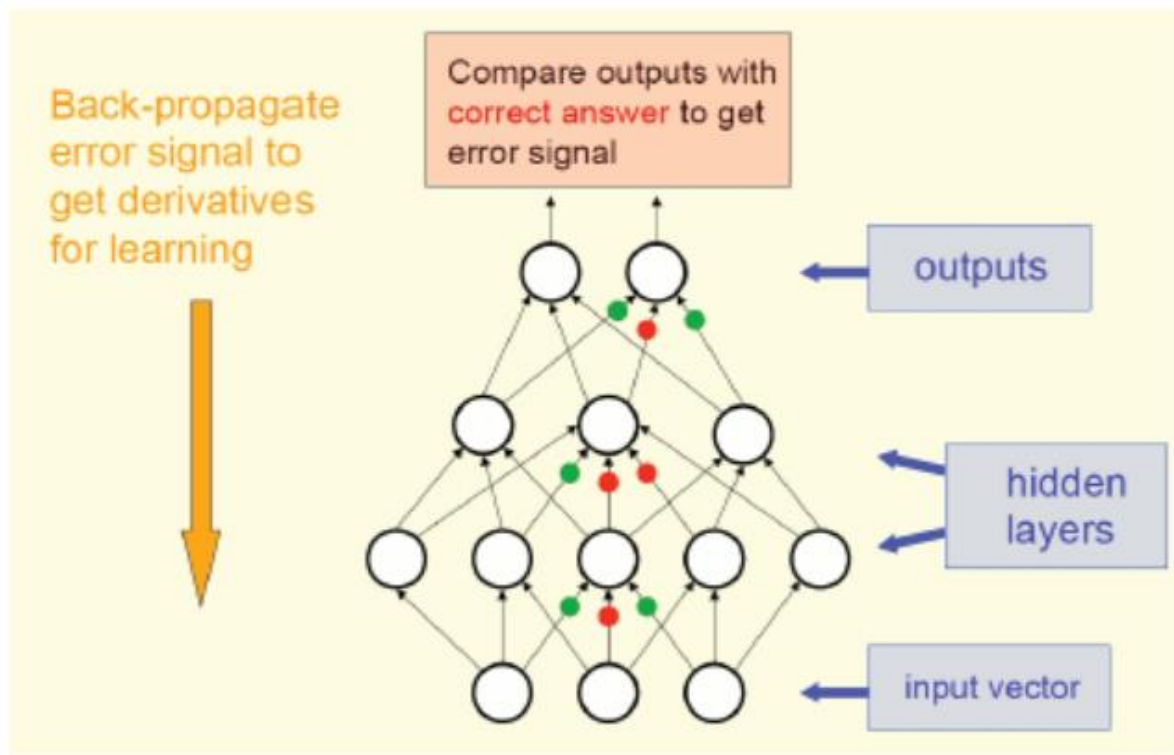 Back-propagate
error signal to
get derivatives
for learning
Compare outputs with
correct answer to get
error signal
outputs
hidden
layers
input vector